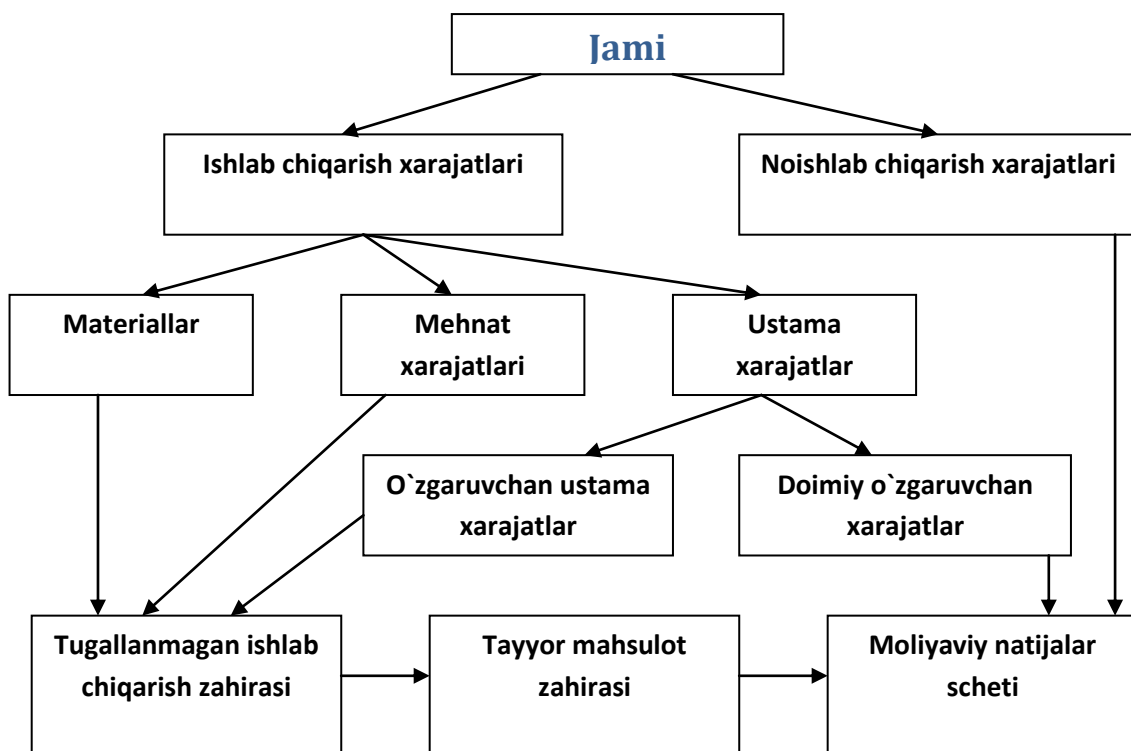 Jami
Ishlab chiqarish xarajatlari
Noishlab chiqarish xarajatlari
Materiallar
Mehnat
xarajatlari
Ustama
xarajatlar
O`zgaruvchan ustama
xarajatlar
Doimiy o`zgaruvchan
xarajatlar
Tugallanmagan ishlab
chiqarish zahirasi
Tayyor mahsulot
zahirasi
Moliyaviy natijalar
scheti